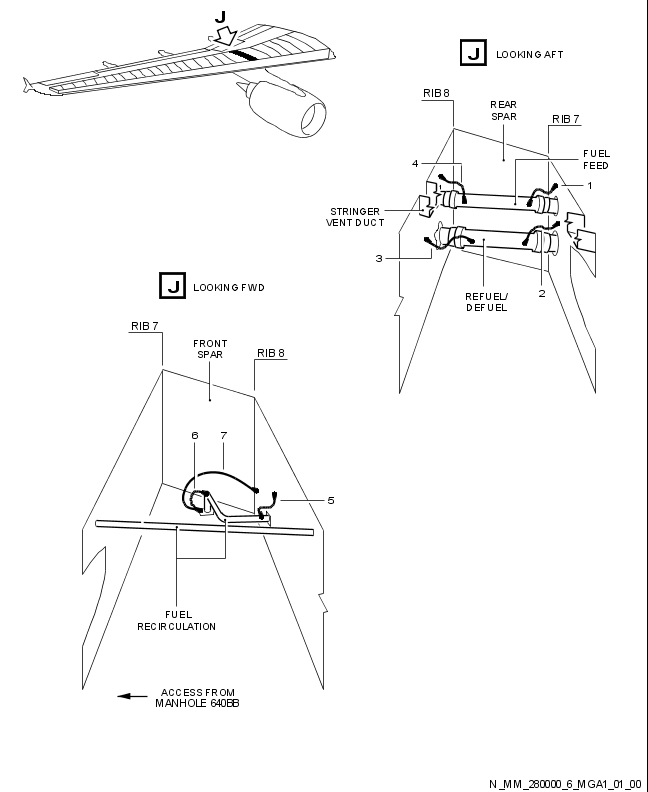 J
J LOOKING AFT
RIB 8
REAR
SPAR
RIB 7
FUEL
FEED
4
1
STRINGER
VENT DUCT
3
REFUEL/
DEFUEL
2
J LOOKING FWD
RIB 7
FRONT
SPAR
RIB 8
6
7
5
FUEL
RECIRCULATION
ACCESS FROM
MANHOLE 640BB
N_MM_280000_6_MGA1_01_00